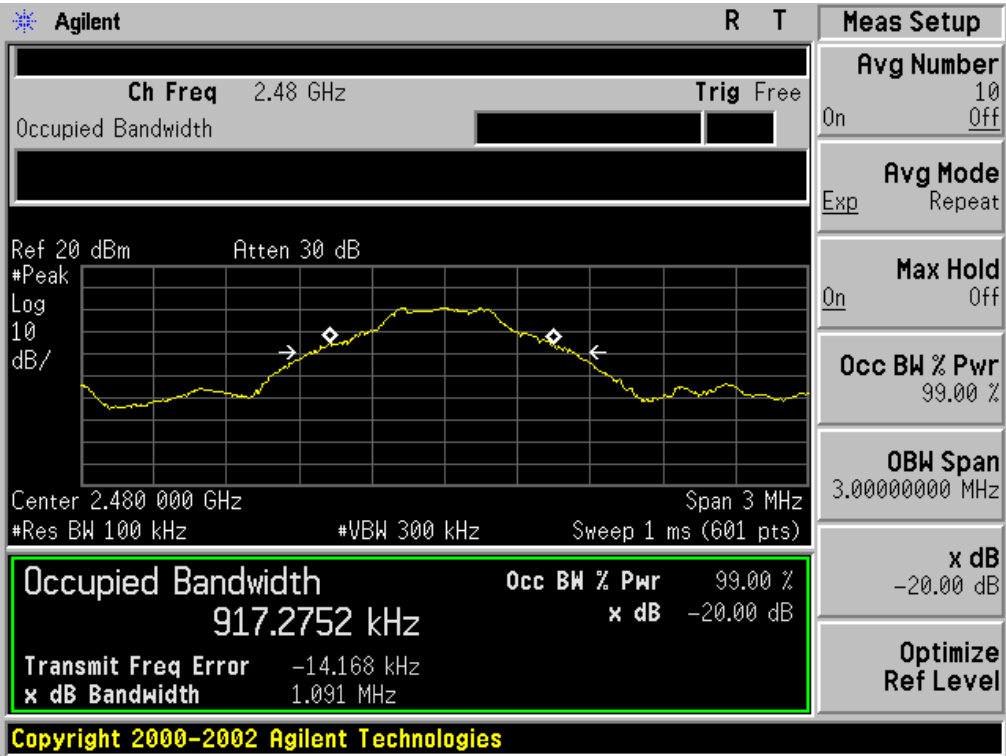 Agilent R T Meas Setup
Ch Freq 2.48 GHz Trig Free
Occupied Bandwidth
Ref 20 dBm Atten 30 dB
#Peak
Log
10
dB/
Center 2.480 000 GHz Span 3 MHz
#Res BW 100 kHz #VBW 300 kHz Sweep 1 ms (601 pts)
Occupied Bandwidth Occ BW % Pwr 99.00 %
917.2752 kHz x dB -20.00 dB
Transmit Freq Error -14.168 kHz
x dB Bandwidth 1.091 MHz
Avg Number
10
On Off
Avg Mode
Exp Repeat
Max Hold
On Off
Occ BW % Pwr
99.00 %
OBW Span
3.00000000 MHz
x dB
-20.00 dB
Optimize
Ref Level
Copyright 2000-2002 Agilent Technologies